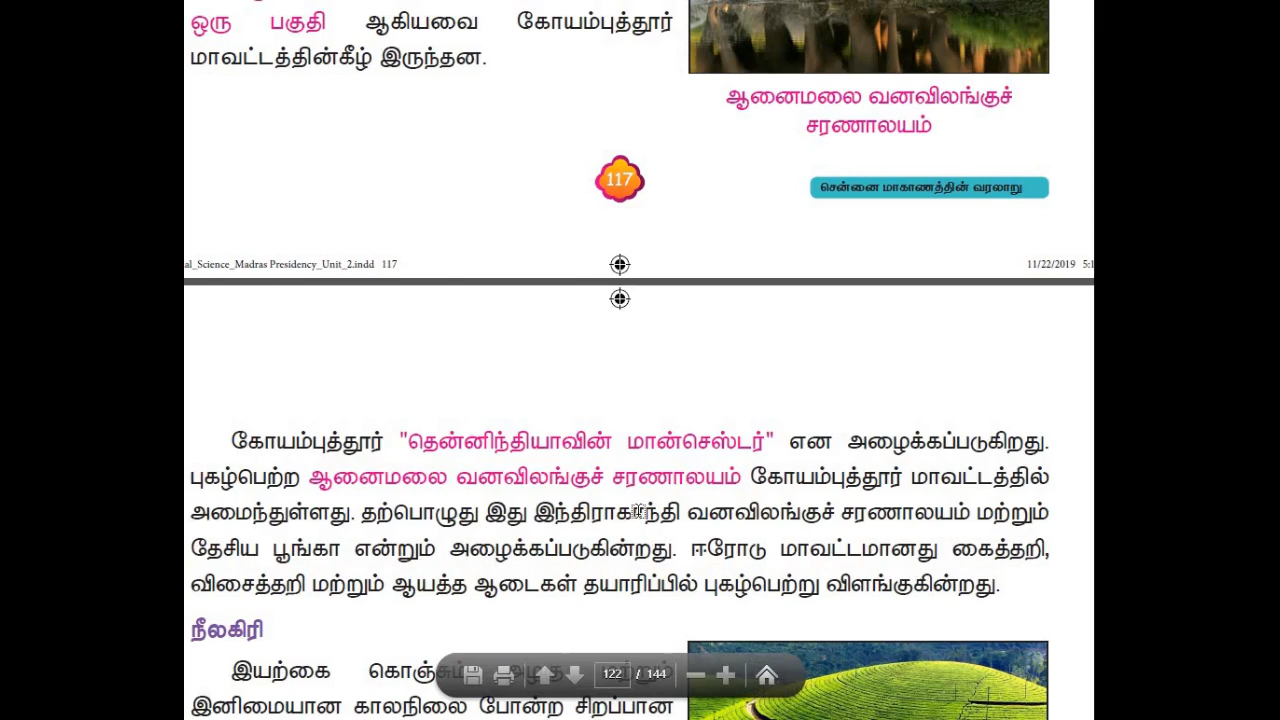 ஒரு பகுதி ஆகியவை கோயம்புத்தூர்
மாவட்டத்தின்கீழ் இருந்தன.
ஆனைமலை வனவிலங்குச்
சரணாலயம்
117
சென்னை மாகாணத்தின் வரலாறு
al_Science_Madras Presidency_Unit_2.indd 117
11/22/2019 5:1
கோயம்புத்தூர் "தென்னிந்தியாவின் மான்செஸ்டர்" என அழைக்கப்படுகிறது.
புகழ்பெற்ற ஆனைமலை வனவிலங்குச் சரணாலயம் கோயம்புத்தூர் மாவட்டத்தில்
அமைந்துள்ளது. தற்பொழுது இது இந்திராகாந்தி வனவிலங்குச் சரணாலயம் மற்றும்
தேசிய பூங்கா என்றும் அழைக்கப்படுகின்றது. ஈரோடு மாவட்டமானது கைத்தறி,
விசைத்தறி மற்றும் ஆயத்த ஆடைகள் தயாரிப்பில் புகழ்பெற்று விளங்குகின்றது.
நீலகிரி
இயற்கை கொஞ்சும் அழகு மற்றும்
122 / 144
இனிமையான காலநிலை போன்ற சிறப்பான